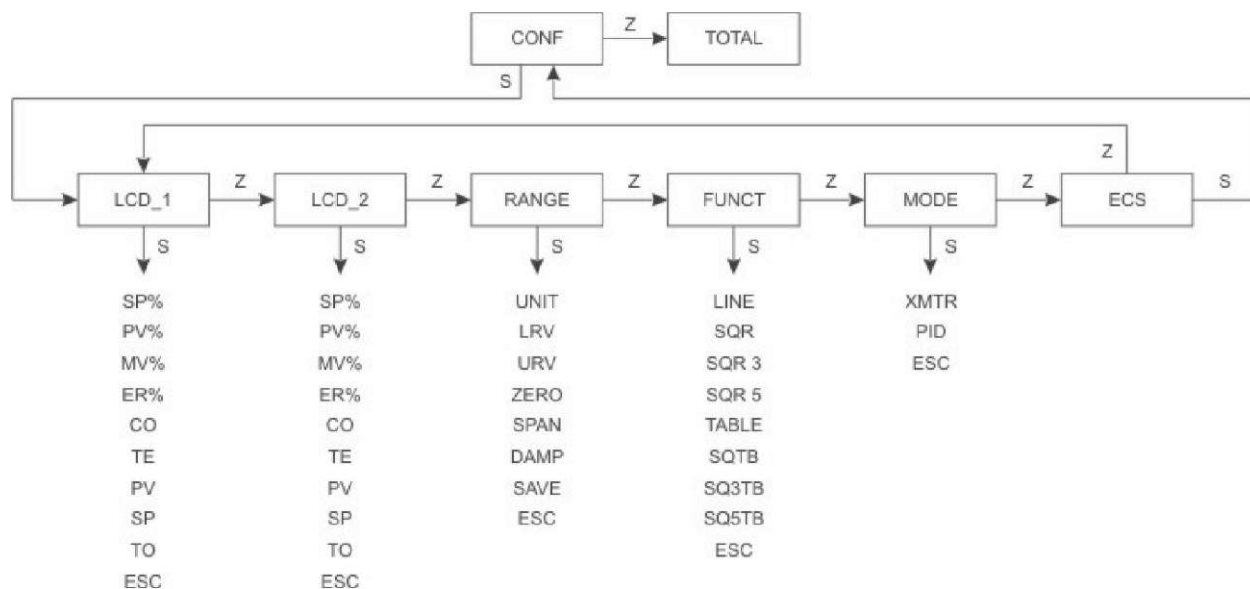 CONF Z TOTAL
S
Z
LCD_1 Z LCD_2 Z RANGE Z FUNCT Z MODE Z ECS S
S S S S S
SP% SP% UNIT LINE XMTR
PV% PV% LRV SQR PID
MV% MV% URV SQR 3 ESC
ER% ER% ZERO SQR 5
CO CO SPAN TABLE
TE TE DAMP SQTB
PV PV SAVE SQ3TB
SP SP ESC SQ5TB
TO TO ESC
ESC ESC